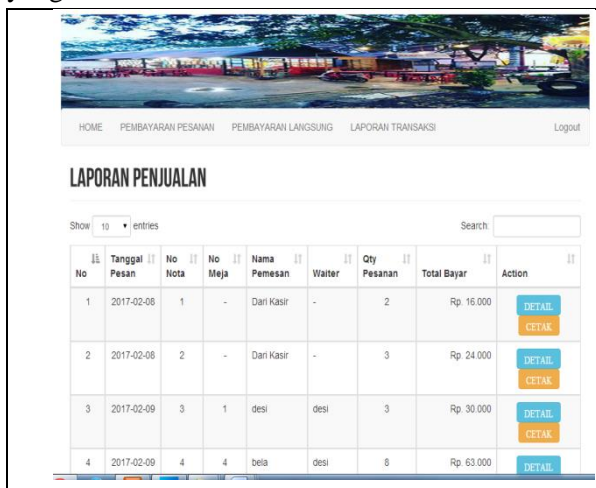 HOME PEMBAYARAN PESANAN PEMBAYARAN LANGSUNG LAPORAN TRANSAKSI Logout
LAPORAN PENJUALAN
Show 10 entries Search:
No Tanggal Pesan No Nota No Meja Nama Pemesan Waiter Qty Pesanan Total Bayar Action
1 2017-02-08 1 - Dari Kasir - 2 Rp. 16.000 DETAIL
CETAK
2 2017-02-08 2 - Dari Kasir - 3 Rp. 24.000 DETAIL
CETAK
3 2017-02-09 3 1 desi desi 3 Rp. 30.000 DETAIL
CETAK
4 2017-02-09 4 4 bela desi 8 Rp. 63.000 DETAIL